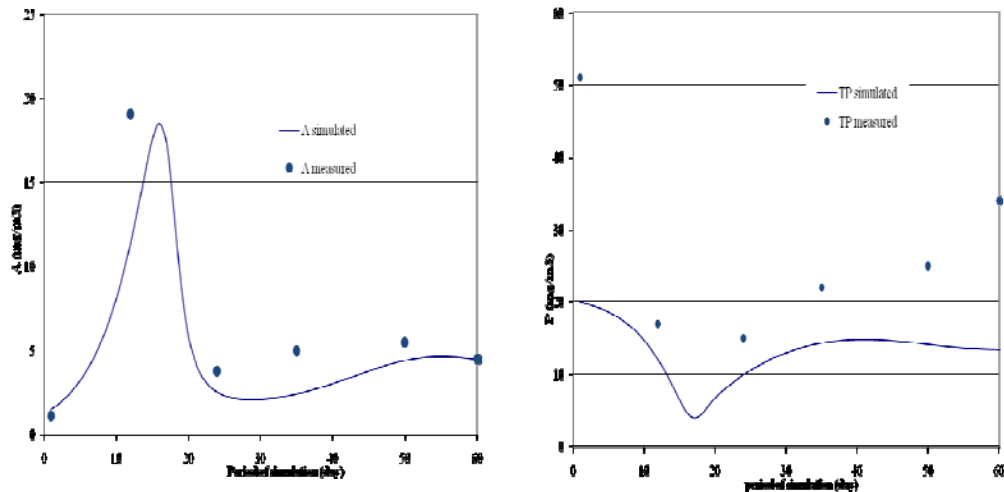 25
20
15
10
5
0
A simulated
A measured
0 10 20 30 40 50 60
Period of simulation (day)
60
50
40
30
20
10
0
TP simulated
TP measured
0 10 20 30 40 50 60
period of simulation (day)